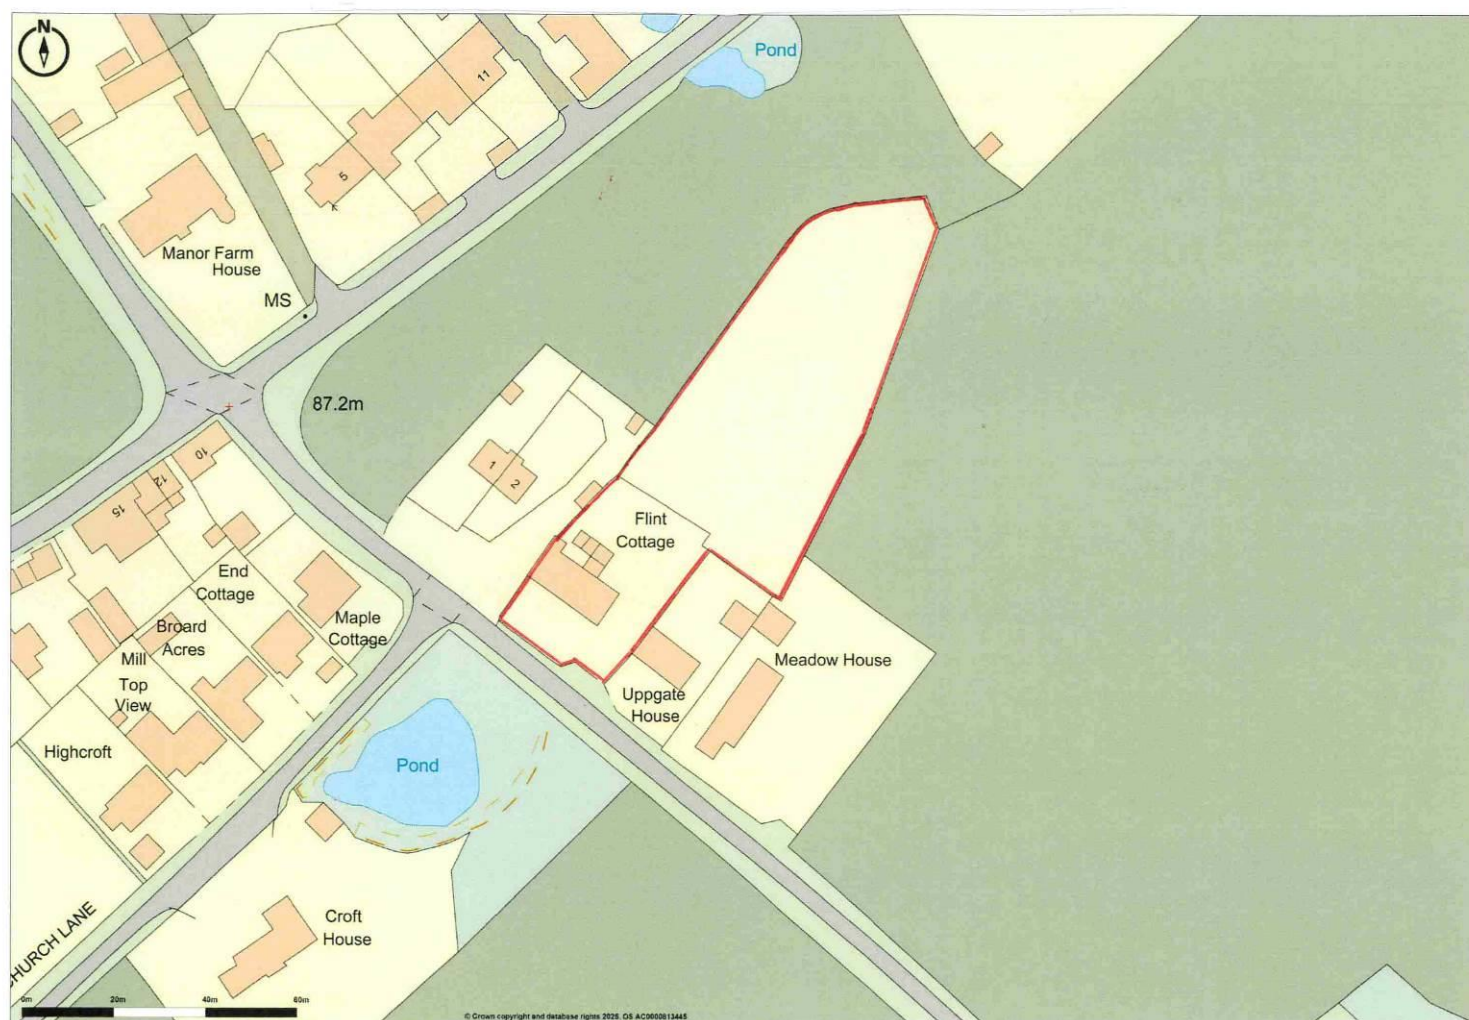 N
Pond
11
5
Manor Farm
House
MS
87.2m
10
12
15
1
2
Flint
Cottage
End
Cottage
Maple
Cottage
Broard
Acres
Mill
Top
View
Meadow House
Uppgate
House
Highcroft
Pond
Croft
House
CHURCH LANE
0m
20m
40m
60m
© Crown copyright and database rights 2025. OS AC0000813445